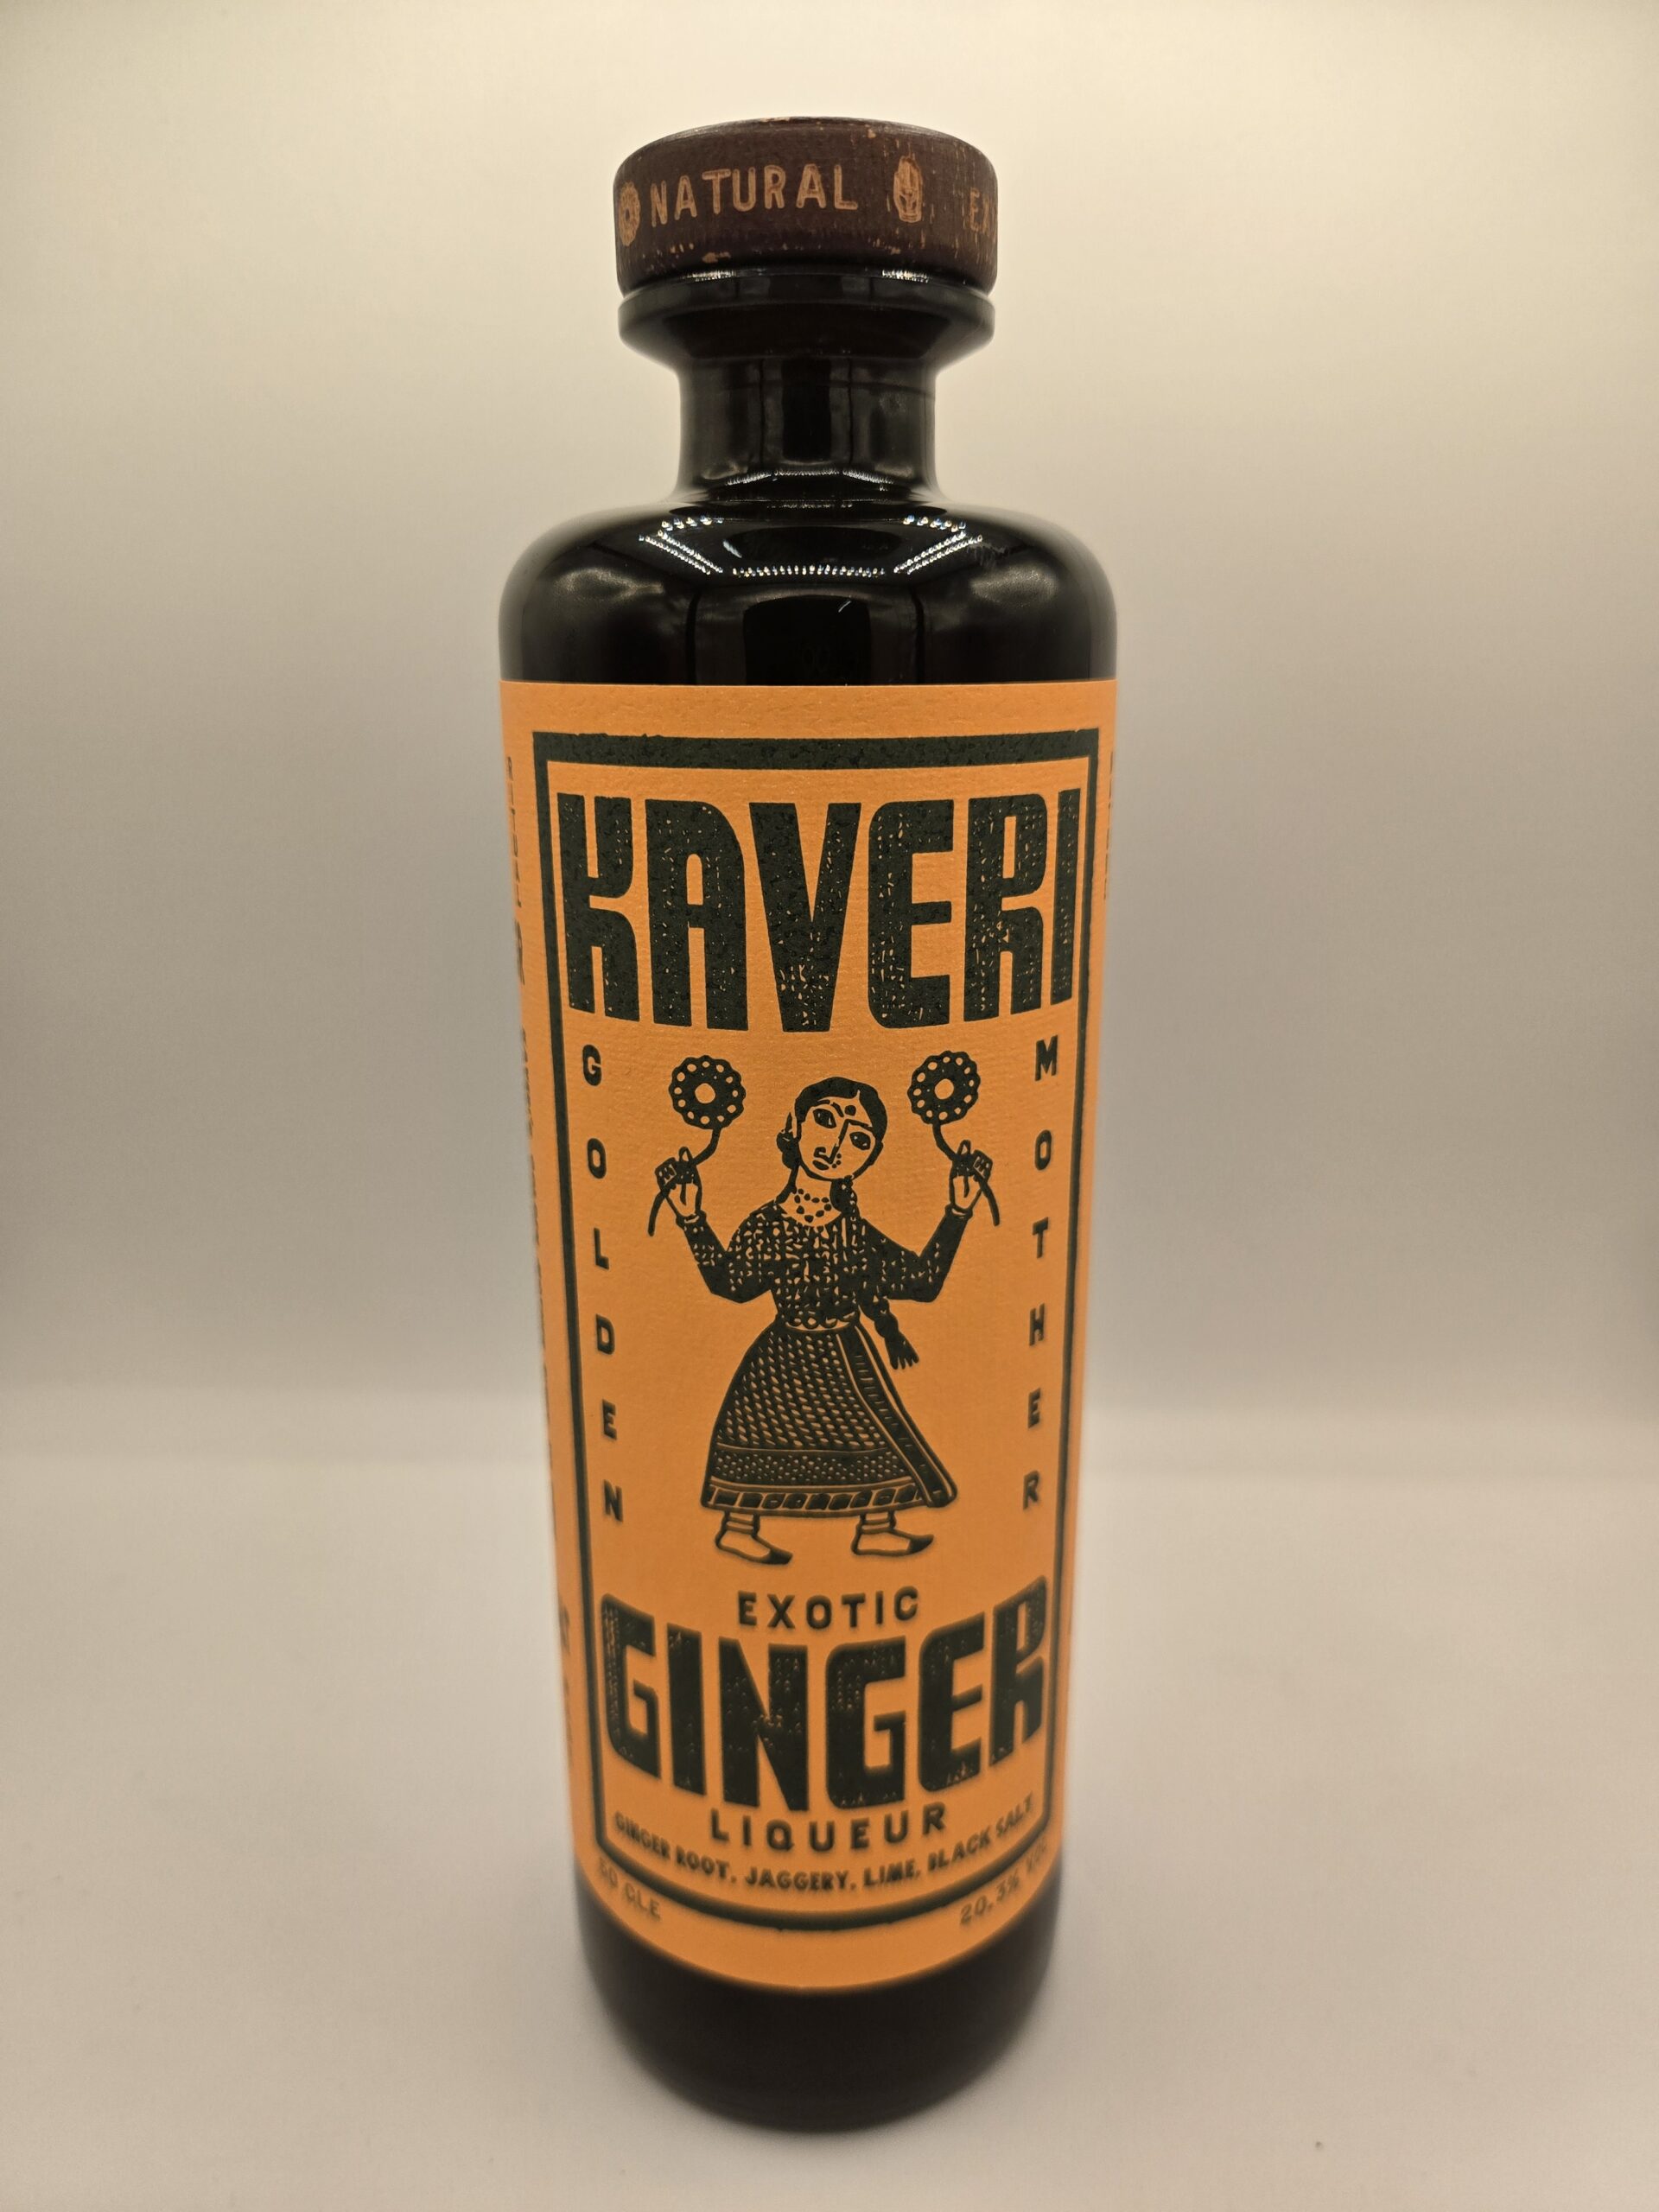 NATURAL
KAVERI
GOLDEN
MOTHER
EXOTIC
GINGER
LIQUEUR
GINGER ROOT, JAGGERY, LIME, BLACK SALT
50 CLE
20.3% VOL